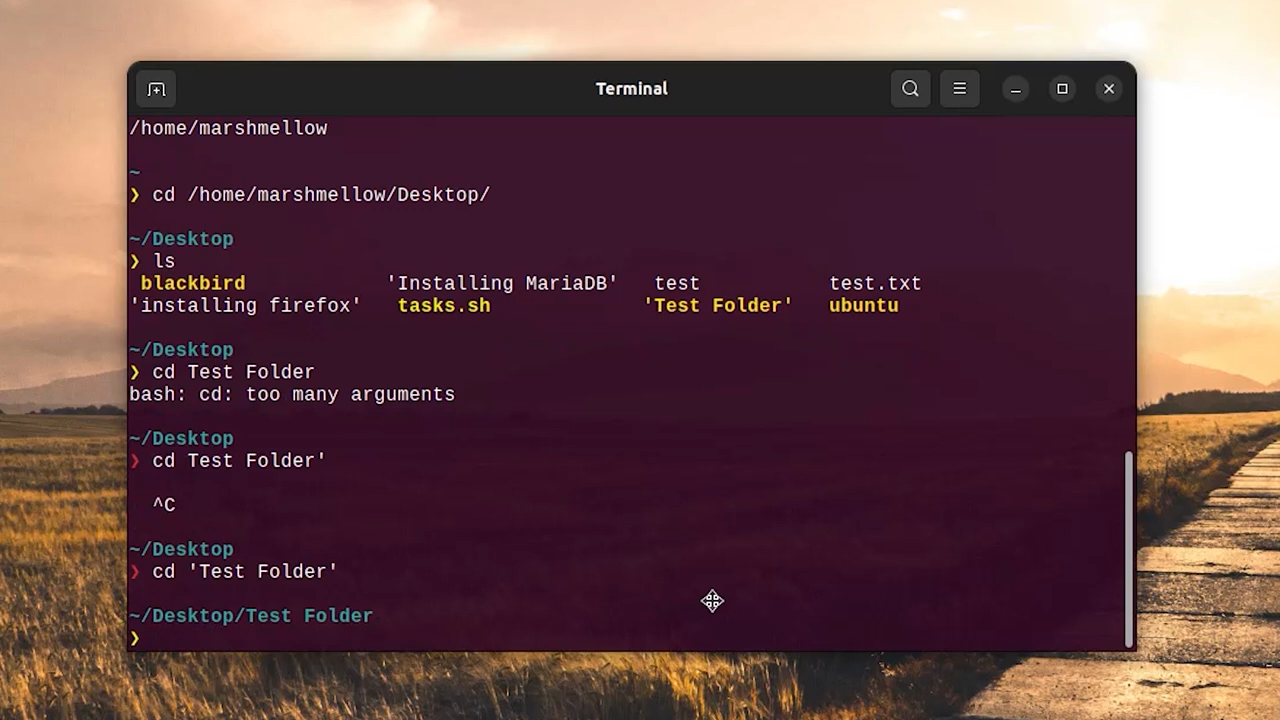 Terminal
/home/marshmellow
~
❯ cd /home/marshmellow/Desktop/
~/Desktop
❯ ls
blackbird 'Installing MariaDB' test test.txt
'installing firefox' tasks.sh 'Test Folder' ubuntu
~/Desktop
❯ cd Test Folder
bash: cd: too many arguments
~/Desktop
❯ cd Test Folder'
^C
~/Desktop
❯ cd 'Test Folder'
~/Desktop/Test Folder
❯